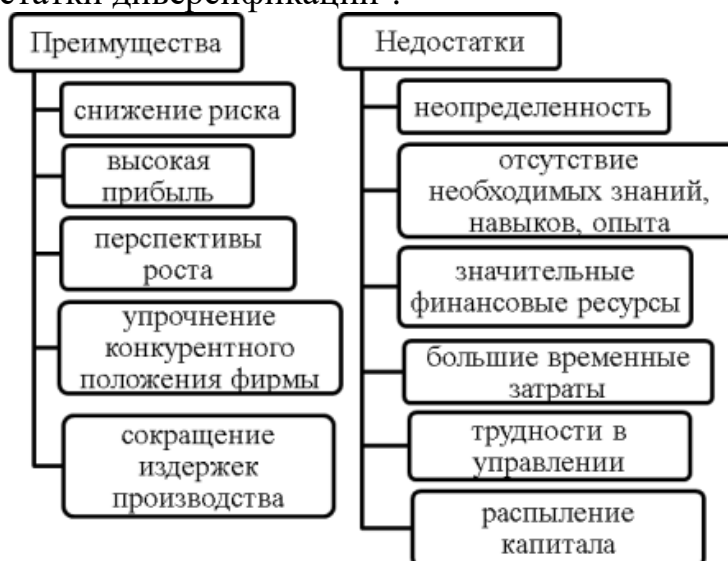 диверсификации .
Преимущества
снижение риска
высокая
прибыль
перспективы
роста
упрочнение
конкурентного
положения фирмы
сокращение
издержек
производства
Недостатки
неопределенность
отсутствие
необходимых знаний,
навыков, опыта
значительные
финансовые ресурсы
большие временные
затраты
трудности в
управлении
распыление
капитала